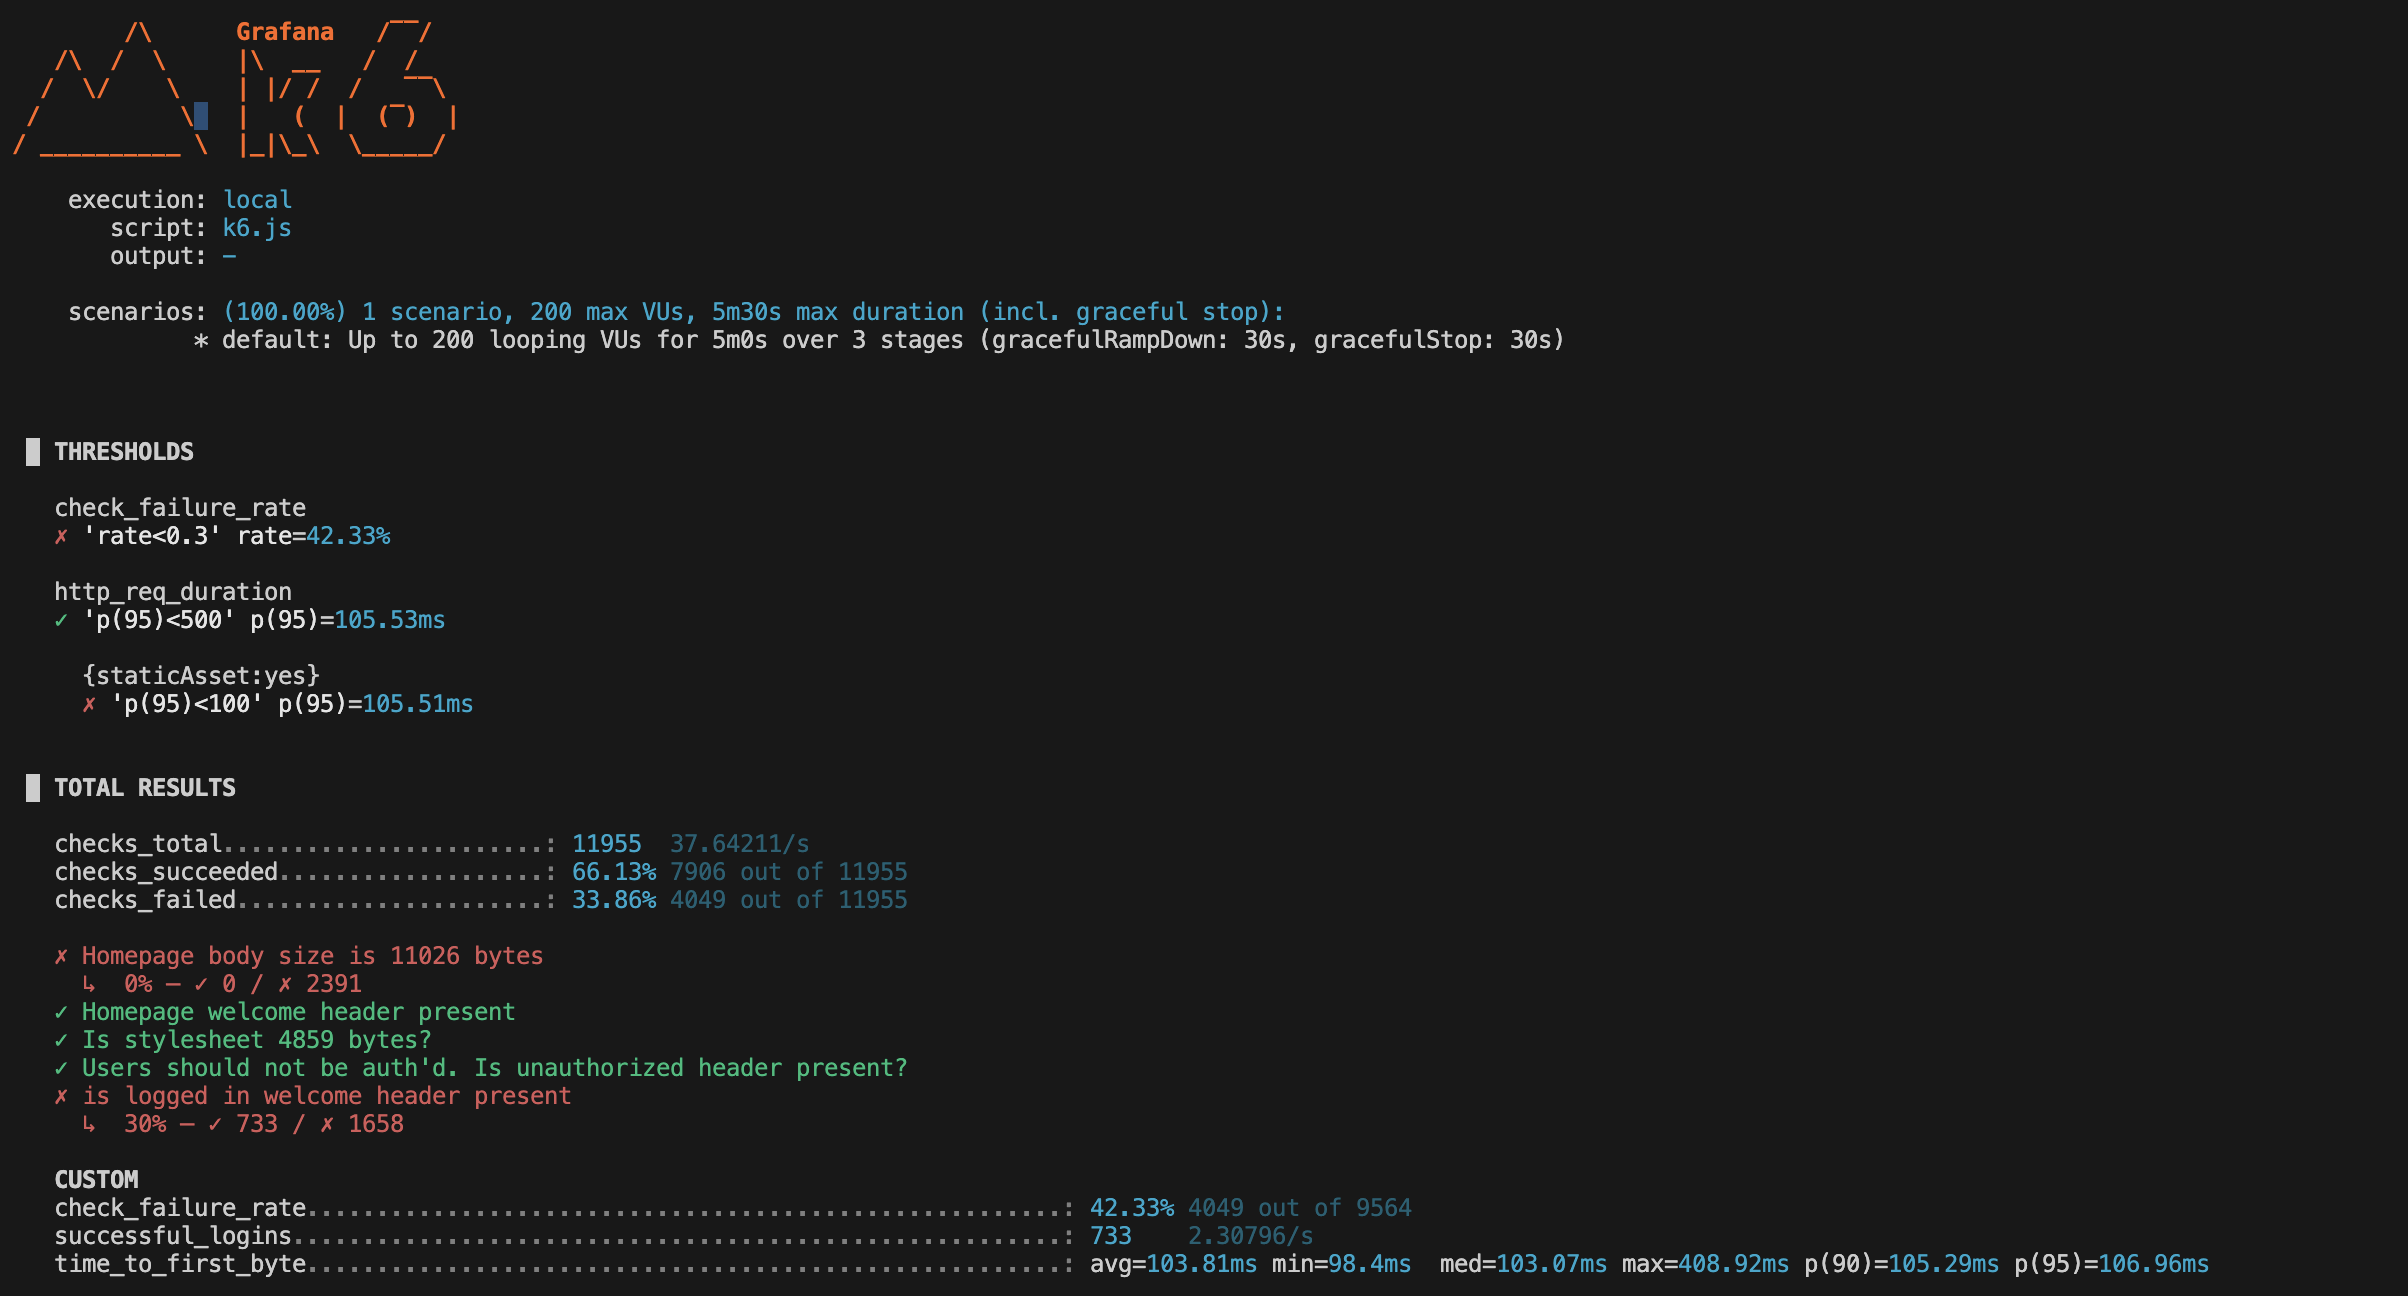 /\      Grafana   /‾‾/
    /\  /  \     |\  __   /  /
   /  \/    \    | |/ /  /   ‾‾\
  /          \   |   (  |  (‾)  |
 / __________ \  |_|\_\  \_____/
execution: local
script: k6.js
output: -
scenarios: (100.00%) 1 scenario, 200 max VUs, 5m30s max duration (incl. graceful stop):
* default: Up to 200 looping VUs for 5m0s over 3 stages (gracefulRampDown: 30s, gracefulStop: 30s)
█ THRESHOLDS
check_failure_rate
✗ 'rate<0.3' rate=42.33%
http_req_duration
✓ 'p(95)<500' p(95)=105.53ms
{staticAsset:yes}
✗ 'p(95)<100' p(95)=105.51ms
█ TOTAL RESULTS
checks_total.......................: 11955  37.64211/s
checks_succeeded...................: 66.13% 7906 out of 11955
checks_failed......................: 33.86% 4049 out of 11955
✗ Homepage body size is 11026 bytes
↳  0% — ✓ 0 / ✗ 2391
✓ Homepage welcome header present
✓ Is stylesheet 4859 bytes?
✓ Users should not be auth'd. Is unauthorized header present?
✗ is logged in welcome header present
↳  30% — ✓ 733 / ✗ 1658
CUSTOM
check_failure_rate......................................................: 42.33% 4049 out of 9564
successful_logins.......................................................: 733    2.30796/s
time_to_first_byte......................................................: avg=103.81ms min=98.4ms  med=103.07ms max=408.92ms p(90)=105.29ms p(95)=106.96ms